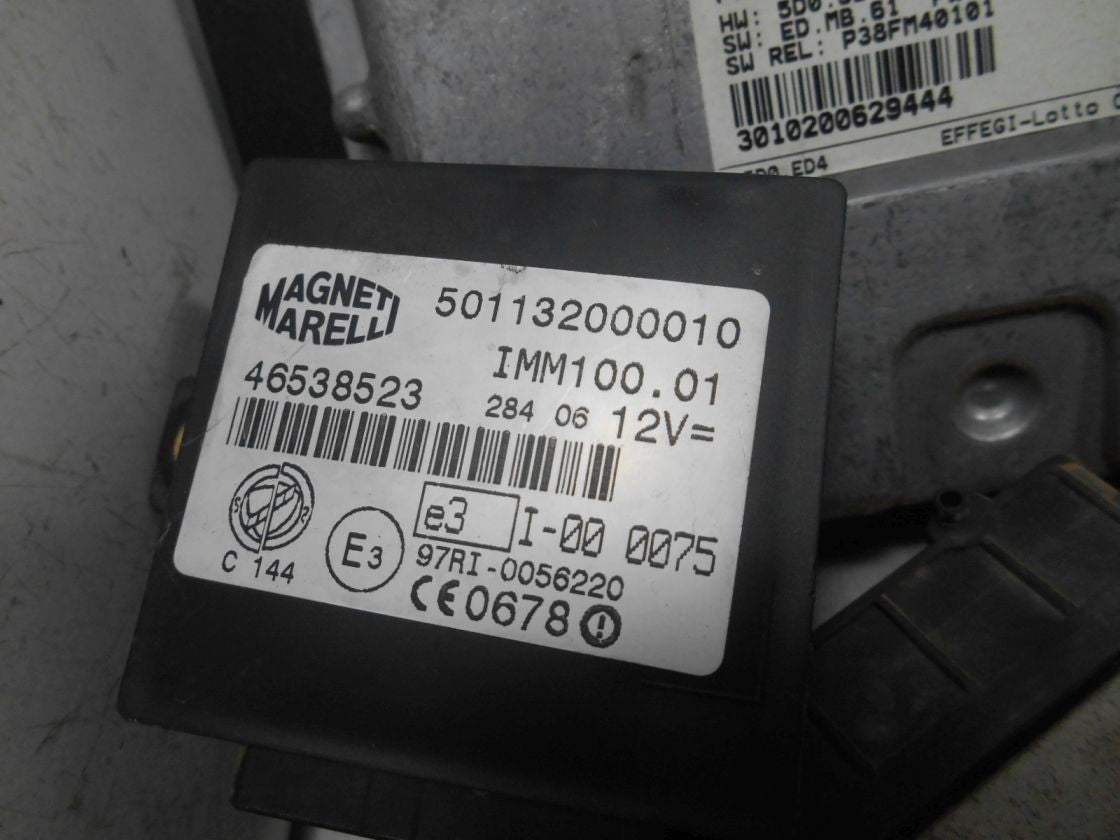 HW: 5D0.
SW: ED.MB.61
SW REL: P38FM40101
3010200629444
EFFEGI-Lotto
ED4
MAGNETI
MARELLI
501132000010
IMM100.01
46538523
284 06 12V=
e3
I-00 0075
97RI-0056220
C 144
E3
CE0678